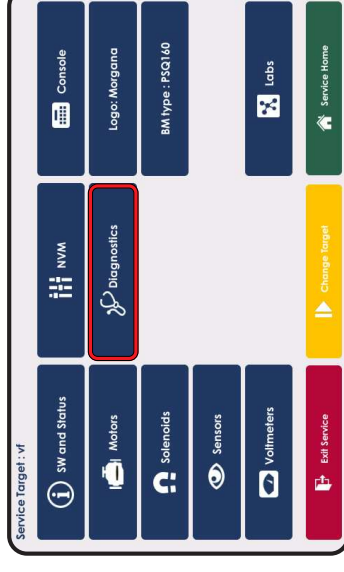 Service Target : vf
SW and Status
NVM
Console
Motors
Diagnostics
Logo: Morgana
Solenoids
BM type : PSQ160
Sensors
Voltmeters
Labs
Exit Service
Change Target
Service Home